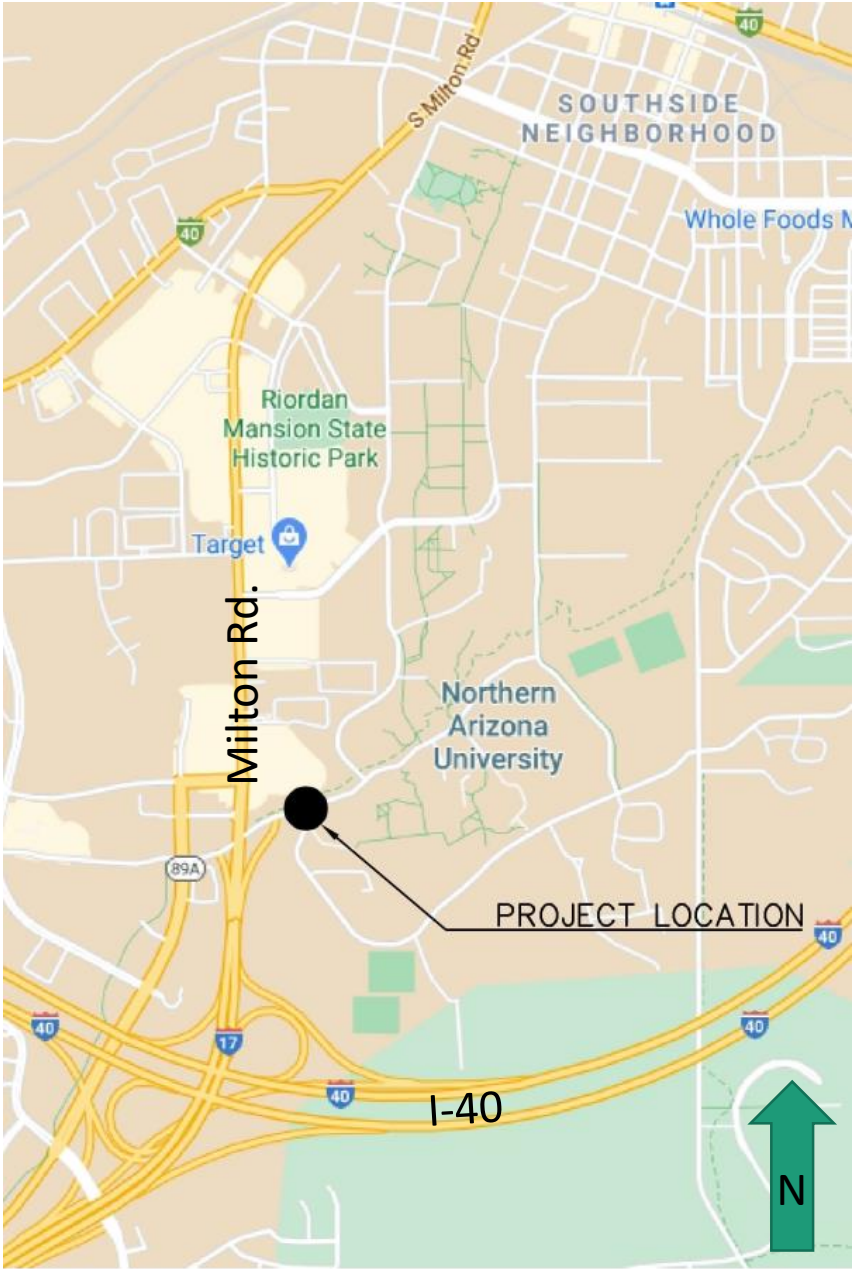 40
S Milton Rd
SOUTHSIDE
NEIGHBORHOOD
Whole Foods M
40
Riordan
Mansion State
Historic Park
Target
Milton Rd.
Northern
Arizona
University
89A
PROJECT LOCATION
40
40
17
40
40
I-40
N